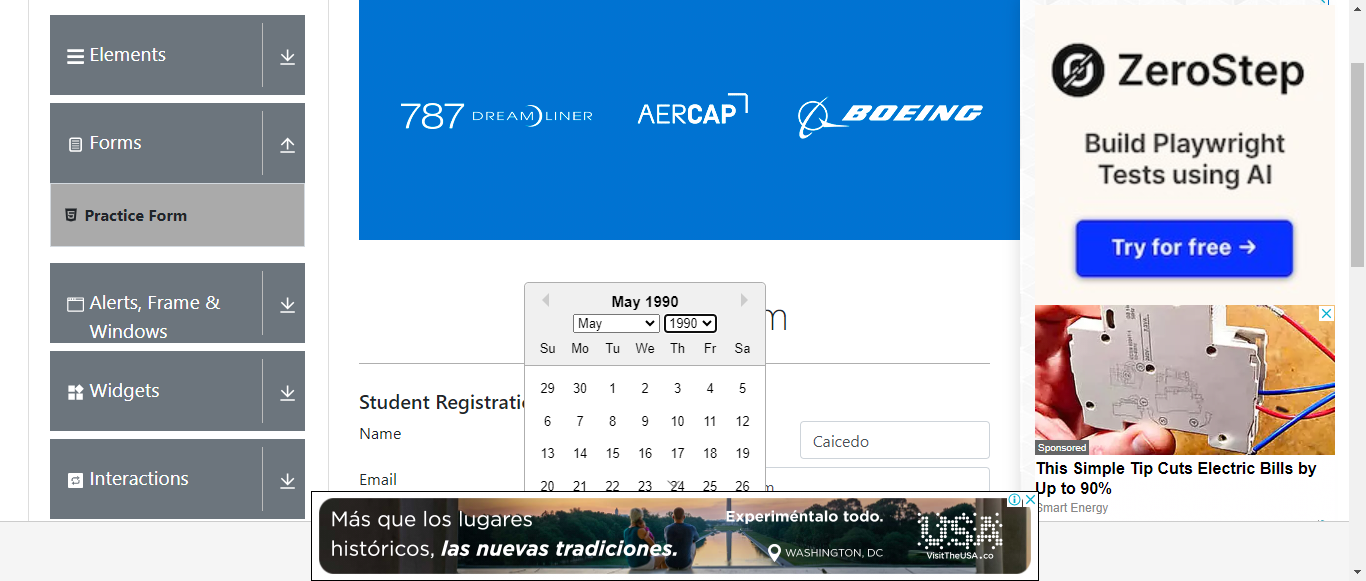 Elements
Forms
Practice Form
Alerts, Frame &
Windows
Widgets
Interactions
787 DREAMLINER
AERCAP
BOEING
May 1990
May
1990
Su Mo Tu We Th Fr Sa
29 30 1 2 3 4 5
6 7 8 9 10 11 12
13 14 15 16 17 18 19
20 21 22 23 24 25 26
m
Student Registrati
Name
Caicedo
Email
m
ZeroStep
Build Playwright
Tests using AI
Try for free →
Sponsored
This Simple Tip Cuts Electric Bills by
Up to 90%
Smart Energy
Más que los lugares
históricos, las nuevas tradiciones.
Experiméntalo todo.
WASHINGTON, DC
USA
VisitTheUSA.co